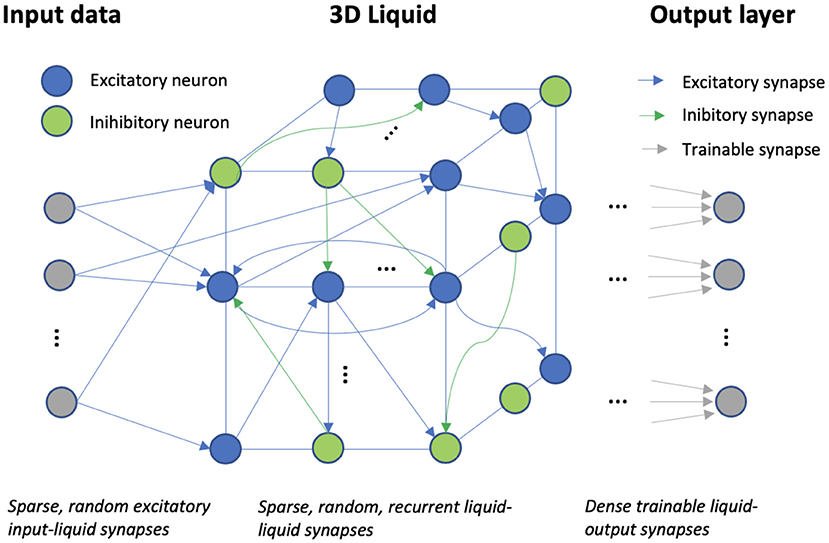 Input data
3D Liquid
Output layer
Excitatory neuron
Inihibitory neuron
Excitatory synapse
Inibitory synapse
Trainable synapse
...
...
...
...
...
...
...
...
...
Sparse, random excitatory
input-liquid synapses
Sparse, random, recurrent liquid-
liquid synapses
Dense trainable liquid-
output synapses